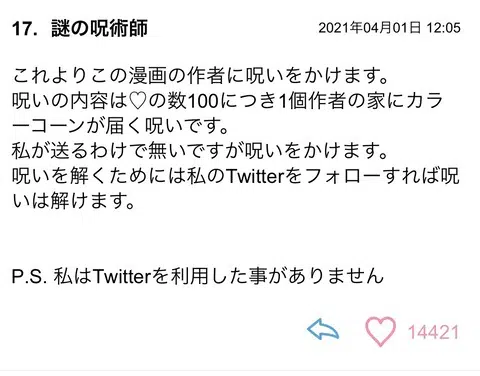 17. 謎の呪術師 2021年04月01日 12:05
これよりこの漫画の作者に呪いをかけます。
呪いの内容は♡の数100につき1個作者の家にカラ
ーコーンが届く呪いです。
私が送るわけで無いですが呪いをかけます。
呪いを解くためには私のTwitterをフォローすれば呪
いは解けます。
P.S. 私はTwitterを利用した事がありません
14421